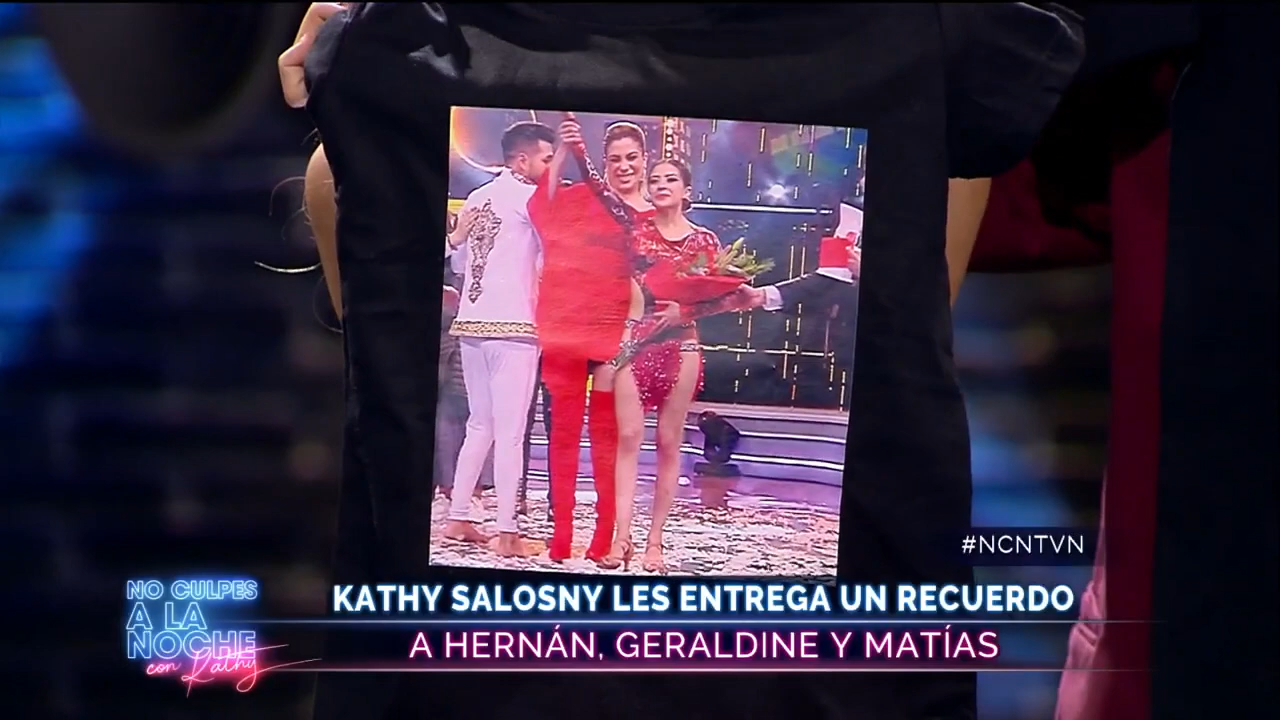 #NCNTVN
NO CULPES
A LA
NOCHE
con Kathy
KATHY SALOSNY LES ENTREGA UN RECUERDO
A HERNÁN, GERALDINE Y MATÍAS